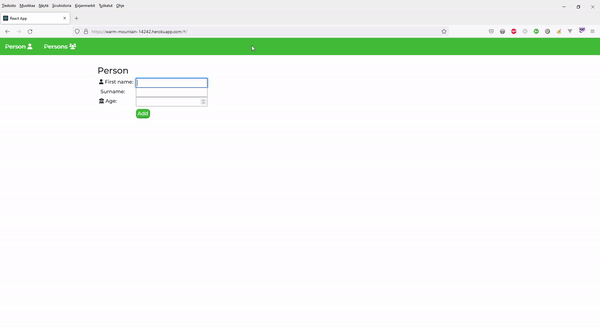 Tiedosto Muokkaa Näytä Sivuhistoria Kirjanmerkit Työkalut Ohje
React App
https://warm-mountain-14242.herokuapp.com/#/
Person Persons
Person
First name:
Surname:
Age:
Add